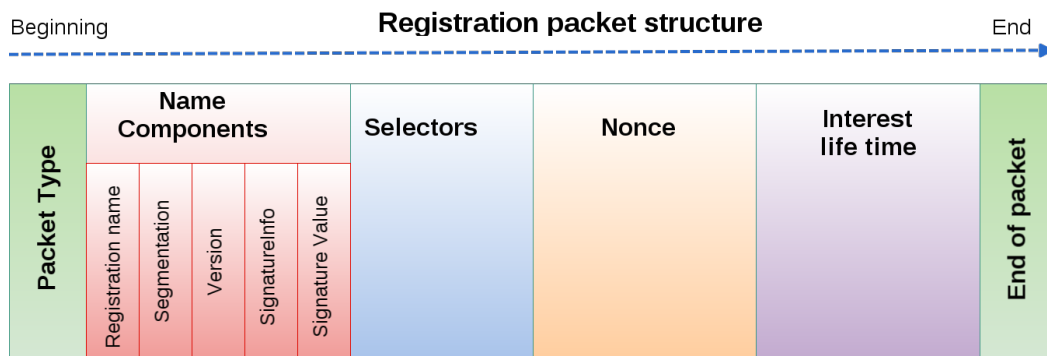 Beginning
Registration packet structure
End
Packet Type
Name
Components
Registration name
Segmentation
Version
SignatureInfo
Signature Value
Selectors
Nonce
Interest
life time
End of packet